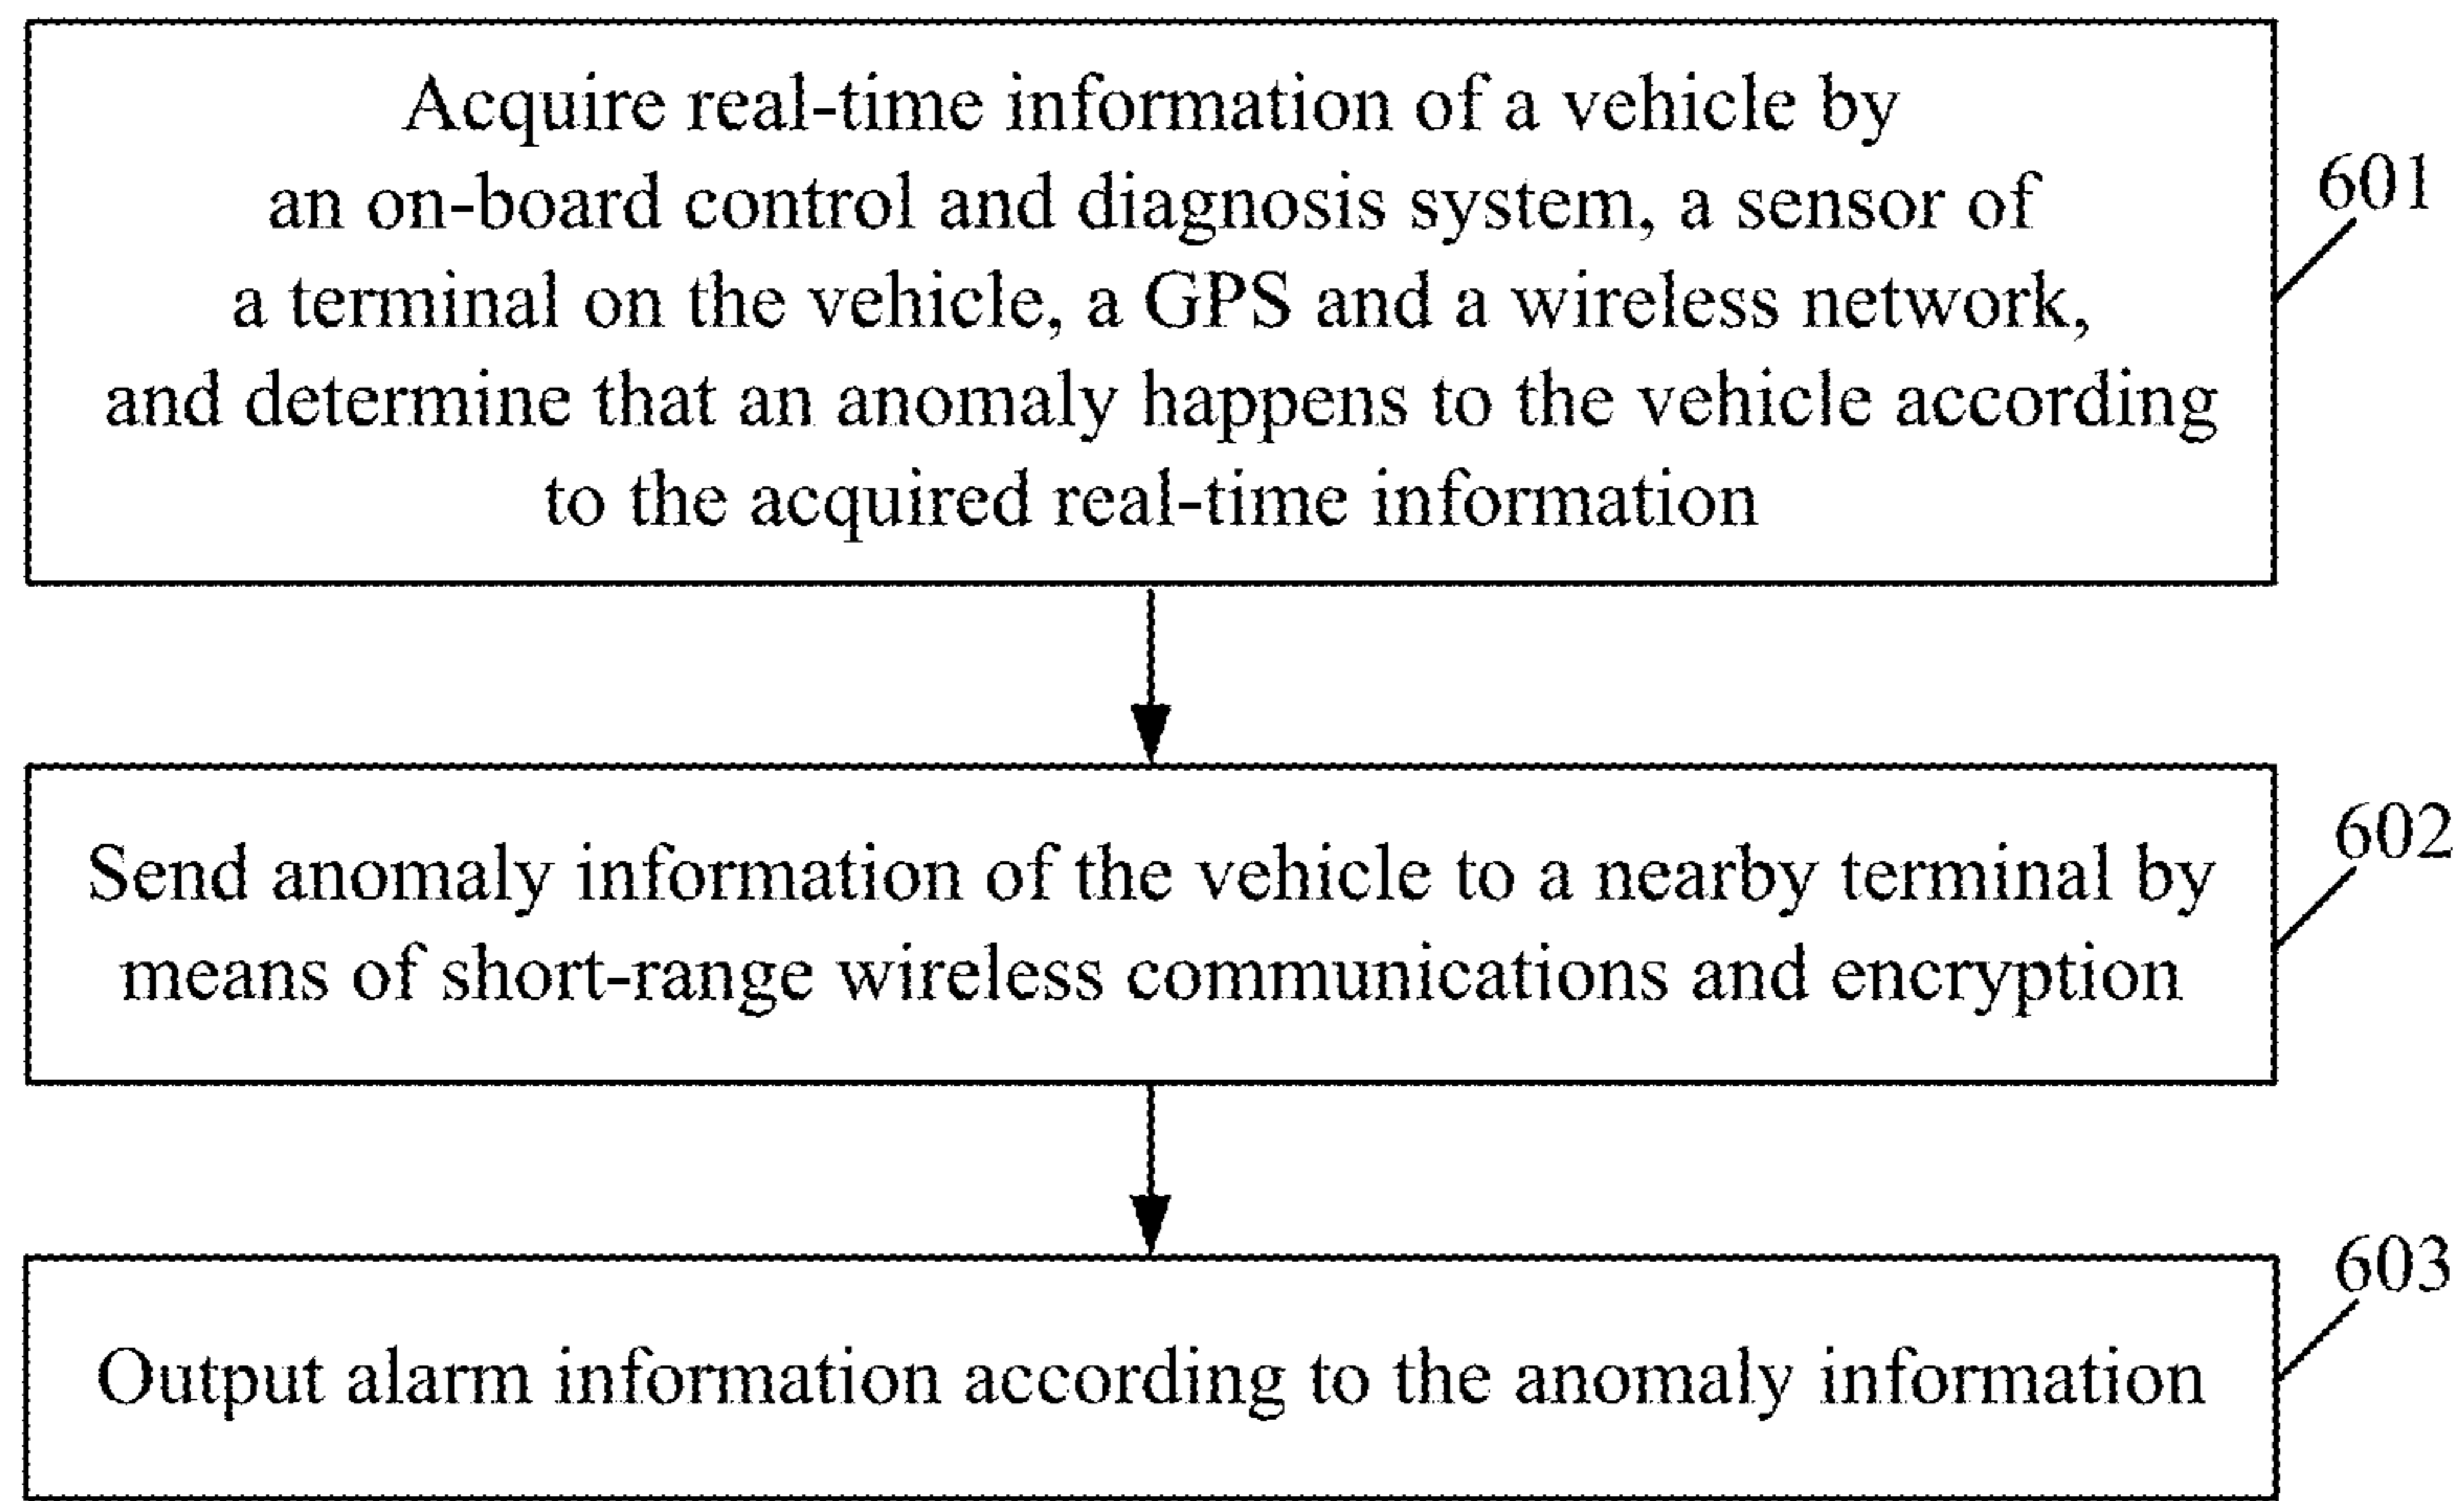 Acquire real-time information of a vehicle by
an on-board control and diagnosis system, a sensor of
a terminal on the vehicle, a GPS and a wireless network,
and determine that an anomaly happens to the vehicle according
to the acquired real-time information
601
Send anomaly information of the vehicle to a nearby terminal by
means of short-range wireless communications and encryption
602
Output alarm information according to the anomaly information
603